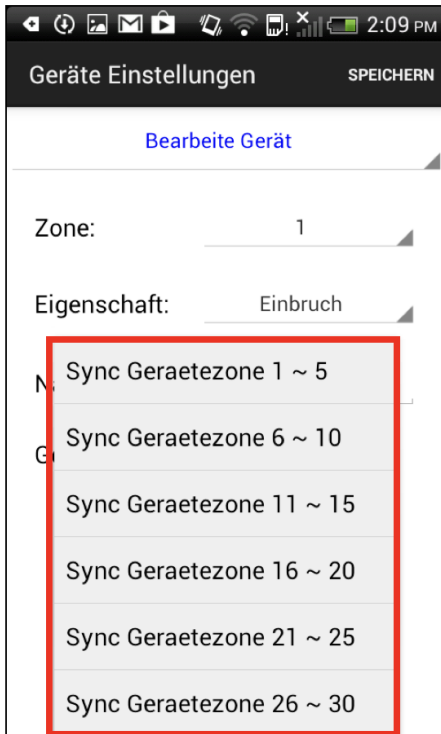 2:09 PM
Geräte Einstellungen SPEICHERN
Bearbeite Gerät
Zone: 1
Eigenschaft: Einbruch
Sync Geraetezone 1 ~ 5
Sync Geraetezone 6 ~ 10
Sync Geraetezone 11 ~ 15
Sync Geraetezone 16 ~ 20
Sync Geraetezone 21 ~ 25
Sync Geraetezone 26 ~ 30